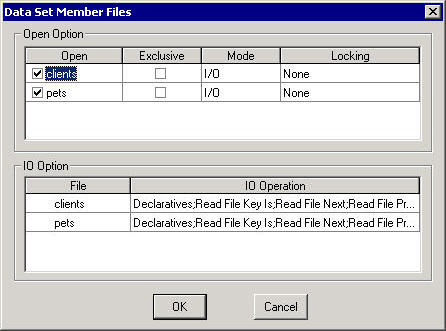 Data Set Member Files
Open Option
Open Exclusive Mode Locking
clients I/O None
pets I/O None
IO Option
File IO Operation
clients Declaratives;Read File Key Is;Read File Next;Read File Pr...
pets Declaratives;Read File Key Is;Read File Next;Read File Pr...
OK Cancel